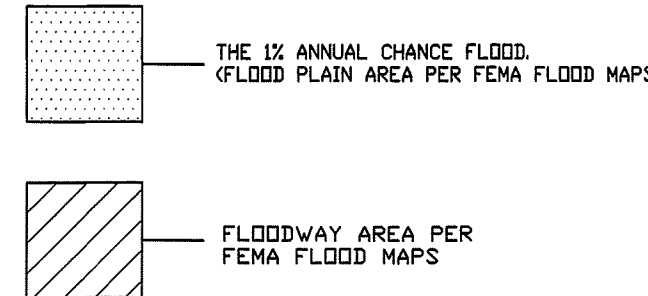 THE 1% ANNUAL CHANCE FLOOD.
(FLOOD PLAIN AREA PER FEMA FLOOD MAPS
FLOODWAY AREA PER
FEMA FLOOD MAPS